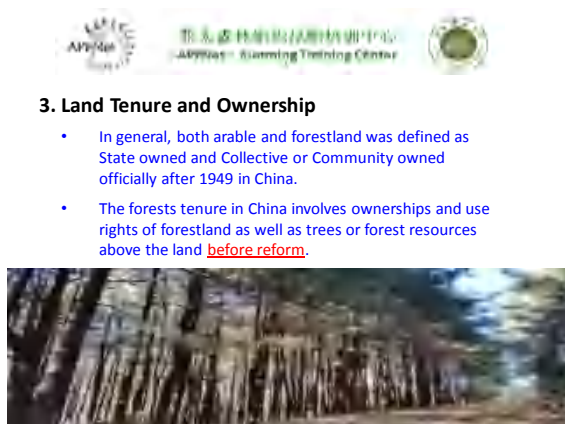 APFNet
APFNet - Kunming Training Center
3. Land Tenure and Ownership
• In general, both arable and forestland was defined as
State owned and Collective or Community owned
officially after 1949 in China.
• The forests tenure in China involves ownerships and use
rights of forestland as well as trees or forest resources
above the land before reform.